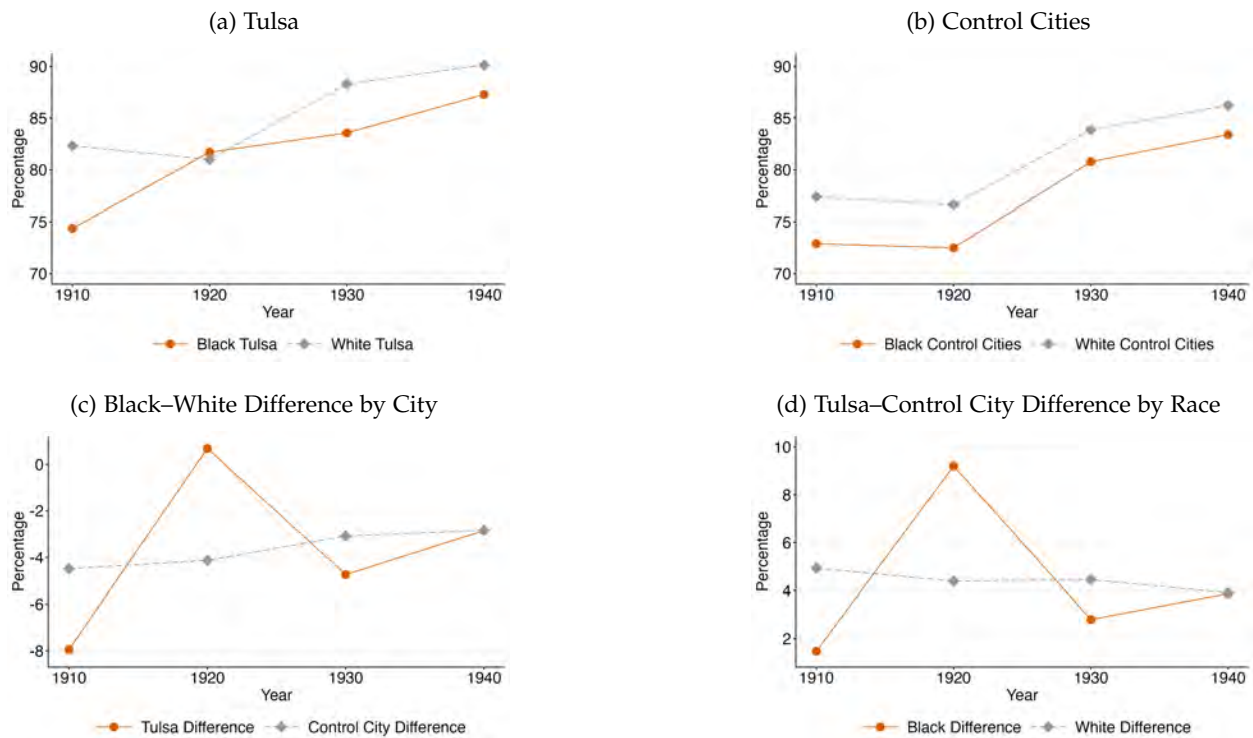 (a) Tulsa
90
85
80
75
70
Percentage
1910 1920 1930 1940
Year
Black Tulsa White Tulsa
(b) Control Cities
90
85
80
75
70
Percentage
1910 1920 1930 1940
Year
Black Control Cities White Control Cities
(c) Black–White Difference by City
0
-2
-4
-6
-8
Percentage
1910 1920 1930 1940
Year
Tulsa Difference Control City Difference
(d) Tulsa–Control City Difference by Race
10
8
6
4
2
Percentage
1910 1920 1930 1940
Year
Black Difference White Difference